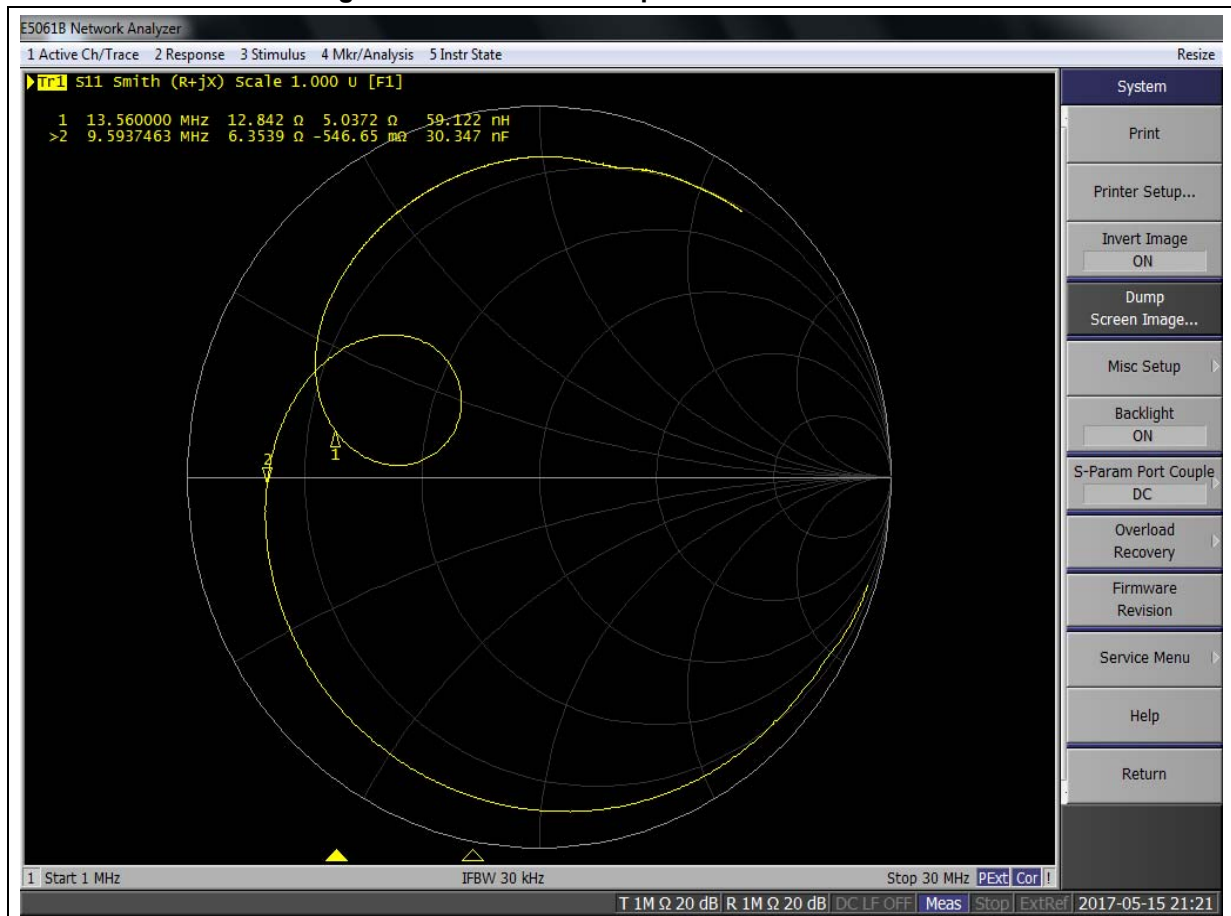 E5061B Network Analyzer
1 Active Ch/Trace 2 Response 3 Stimulus 4 Mkr/Analysis 5 Instr State Resize
Tr1 S11 Smith (R+jX) Scale 1.000 U [F1]
1 13.560000 MHz 12.842 Ω 5.0372 Ω 59.122 nH
>2 9.5937463 MHz 6.3539 Ω -546.65 mΩ 30.347 nF
2
1
System
Print
Printer Setup...
Invert Image
ON
Dump
Screen Image...
Misc Setup
Backlight
ON
S-Param Port Couple
DC
Overload
Recovery
Firmware
Revision
Service Menu
Help
Return
1 Start 1 MHz IFBW 30 kHz Stop 30 MHz PExt Cor !
T 1M Ω 20 dB R 1M Ω 20 dB DC LF OFF Meas Stop ExtRef 2017-05-15 21:21